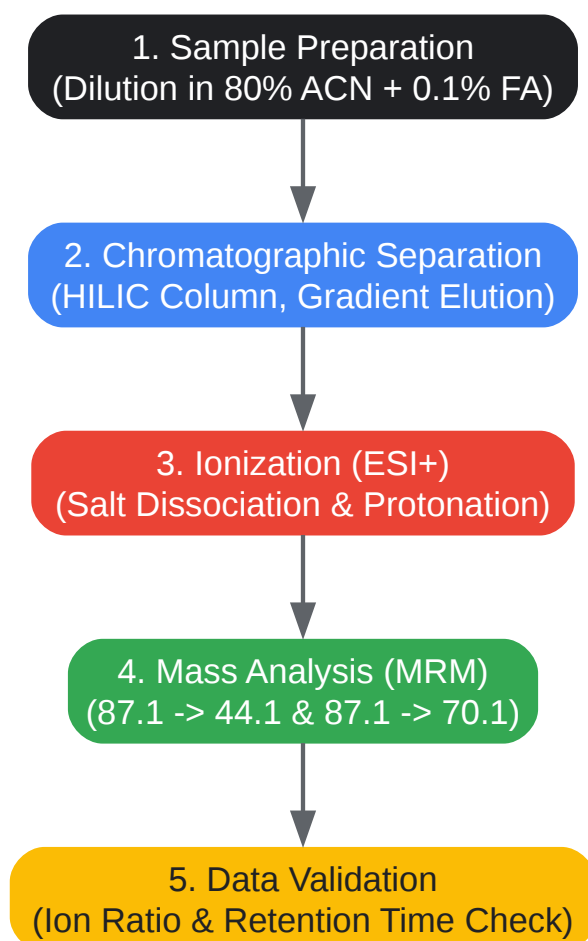 1. Sample Preparation
(Dilution in 80% ACN + 0.1% FA)
2. Chromatographic Separation
(HILIC Column, Gradient Elution)
3. Ionization (ESI+)
(Salt Dissociation & Protonation)
4. Mass Analysis (MRM)
(87.1 -> 44.1 & 87.1 -> 70.1)
5. Data Validation
(Ion Ratio & Retention Time Check)